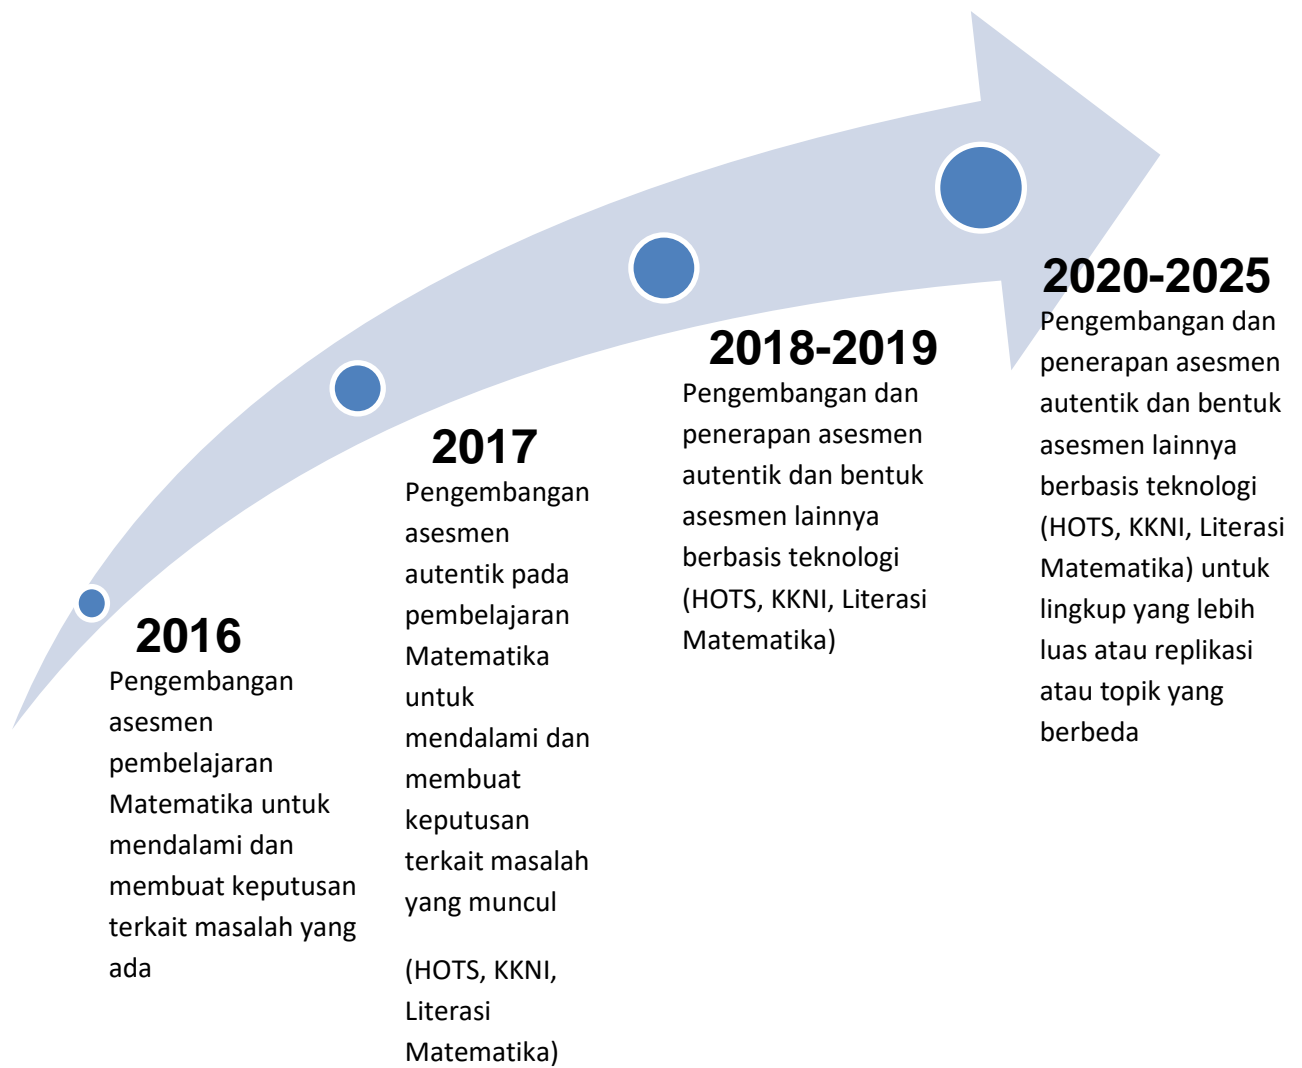 2016
Pengembangan
asesmen
pembelajaran
Matematika untuk
mendalami dan
membuat keputusan
terkait masalah yang
ada
2017
Pengembangan
asesmen
autentik pada
pembelajaran
Matematika
untuk
mendalami dan
membuat
keputusan
terkait masalah
yang muncul
(HOTS, KKNI,
Literasi
Matematika)
2018-2019
Pengembangan dan
penerapan asesmen
autentik dan bentuk
asesmen lainnya
berbasis teknologi
(HOTS, KKNI, Literasi
Matematika)
2020-2025
Pengembangan dan
penerapan asesmen
autentik dan bentuk
asesmen lainnya
berbasis teknologi
(HOTS, KKNI, Literasi
Matematika) untuk
lingkup yang lebih
luas atau replikasi
atau topik yang
berbeda